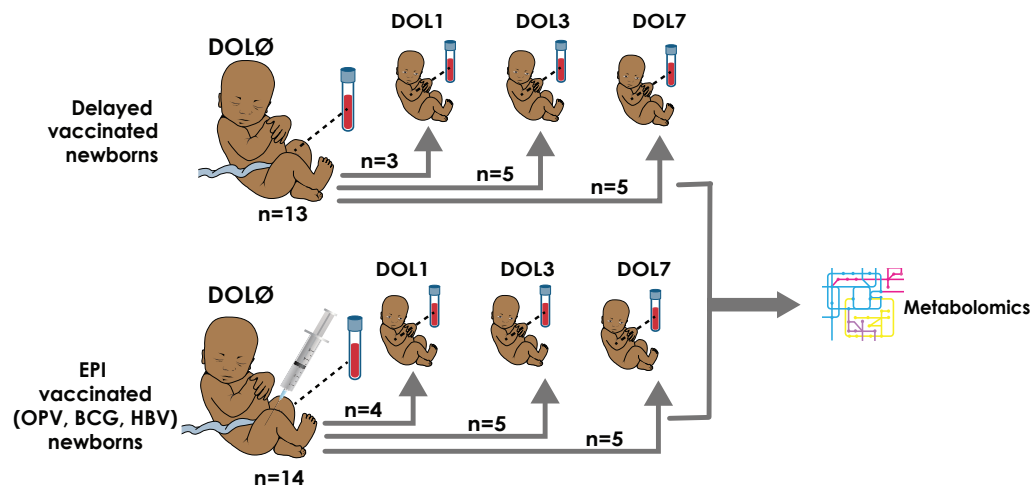 DOL1
DOL3
DOL7
DOLØ
Delayed
vaccinated
newborns
n=3
n=5
n=5
n=13
DOL1
DOL3
DOL7
DOLØ
Metabolomics
EPI
vaccinated
(OPV, BCG, HBV)
newborns
n=4
n=5
n=5
n=14